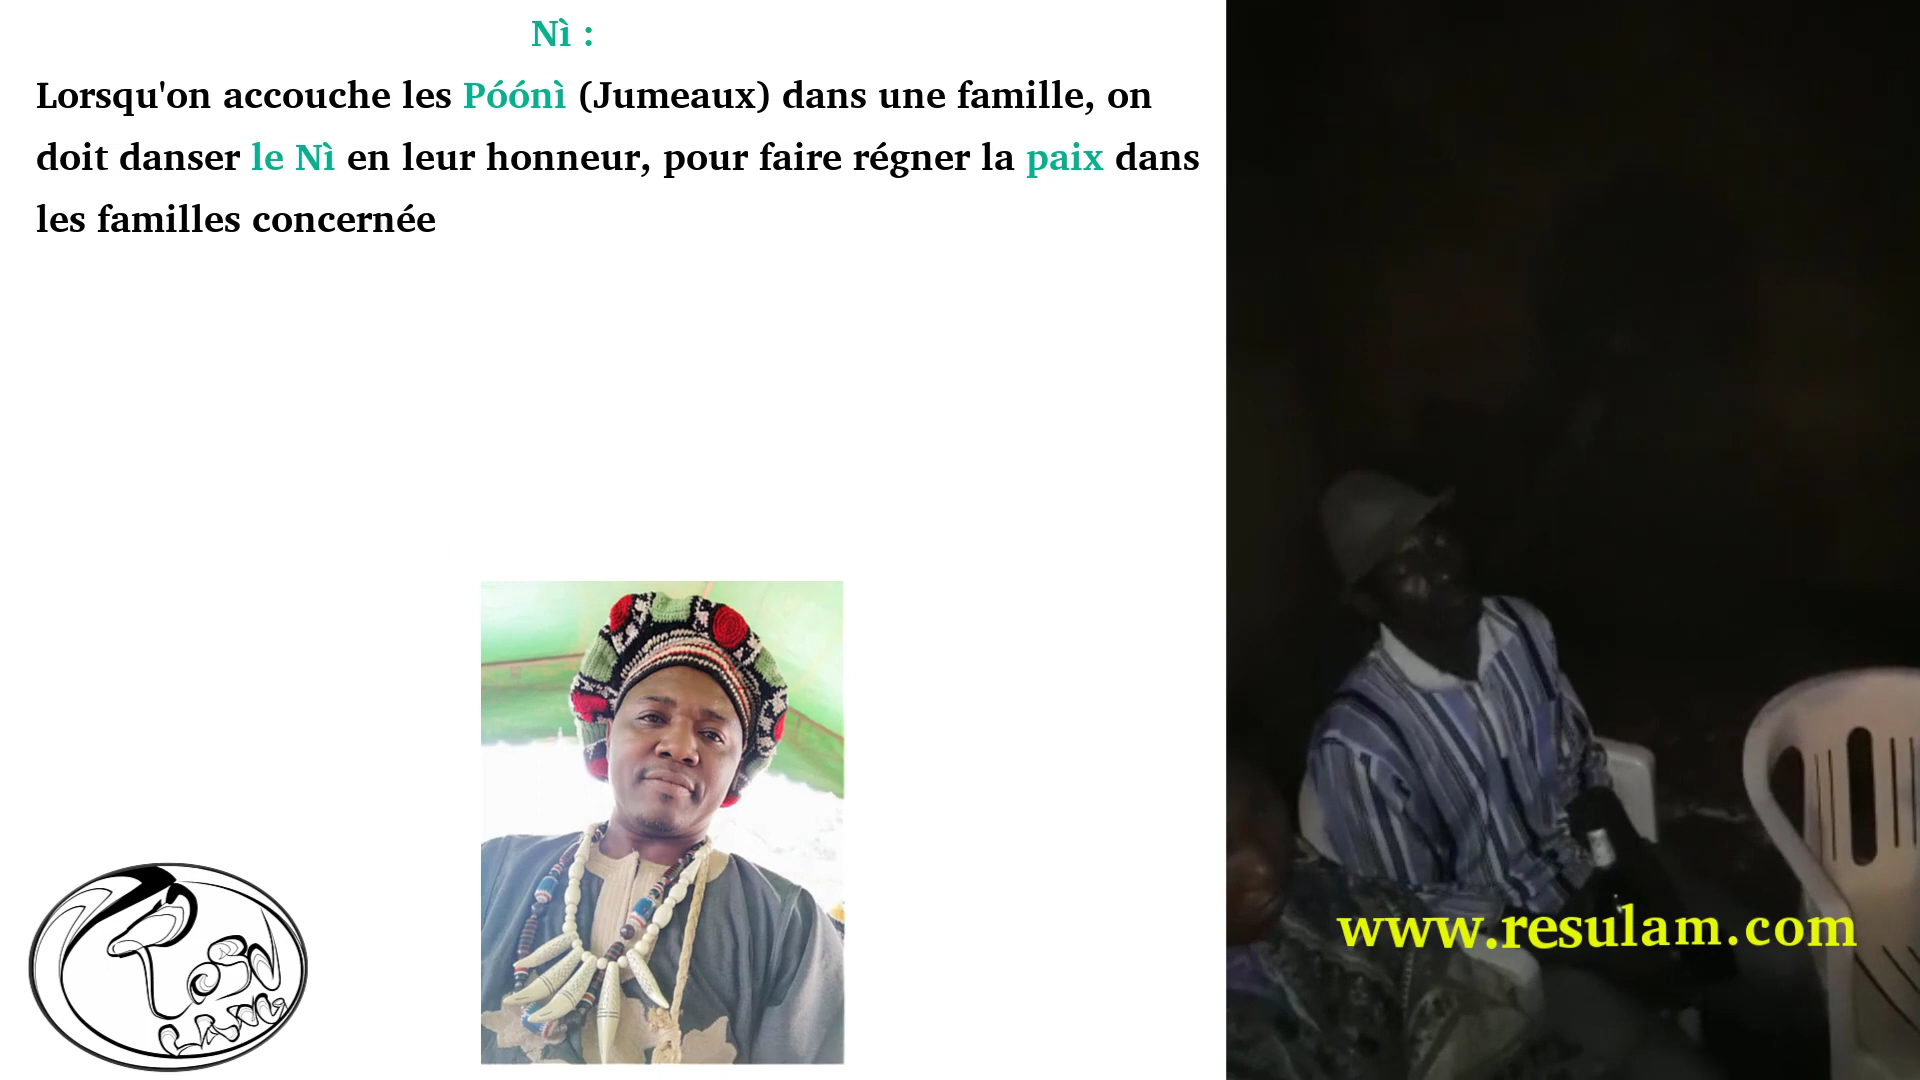 Nì :
Lorsqu'on accouche les Póónì (Jumeaux) dans une famille, on
doit danser le Nì en leur honneur, pour faire régner la paix dans
les familles concernée
www.resulam.com